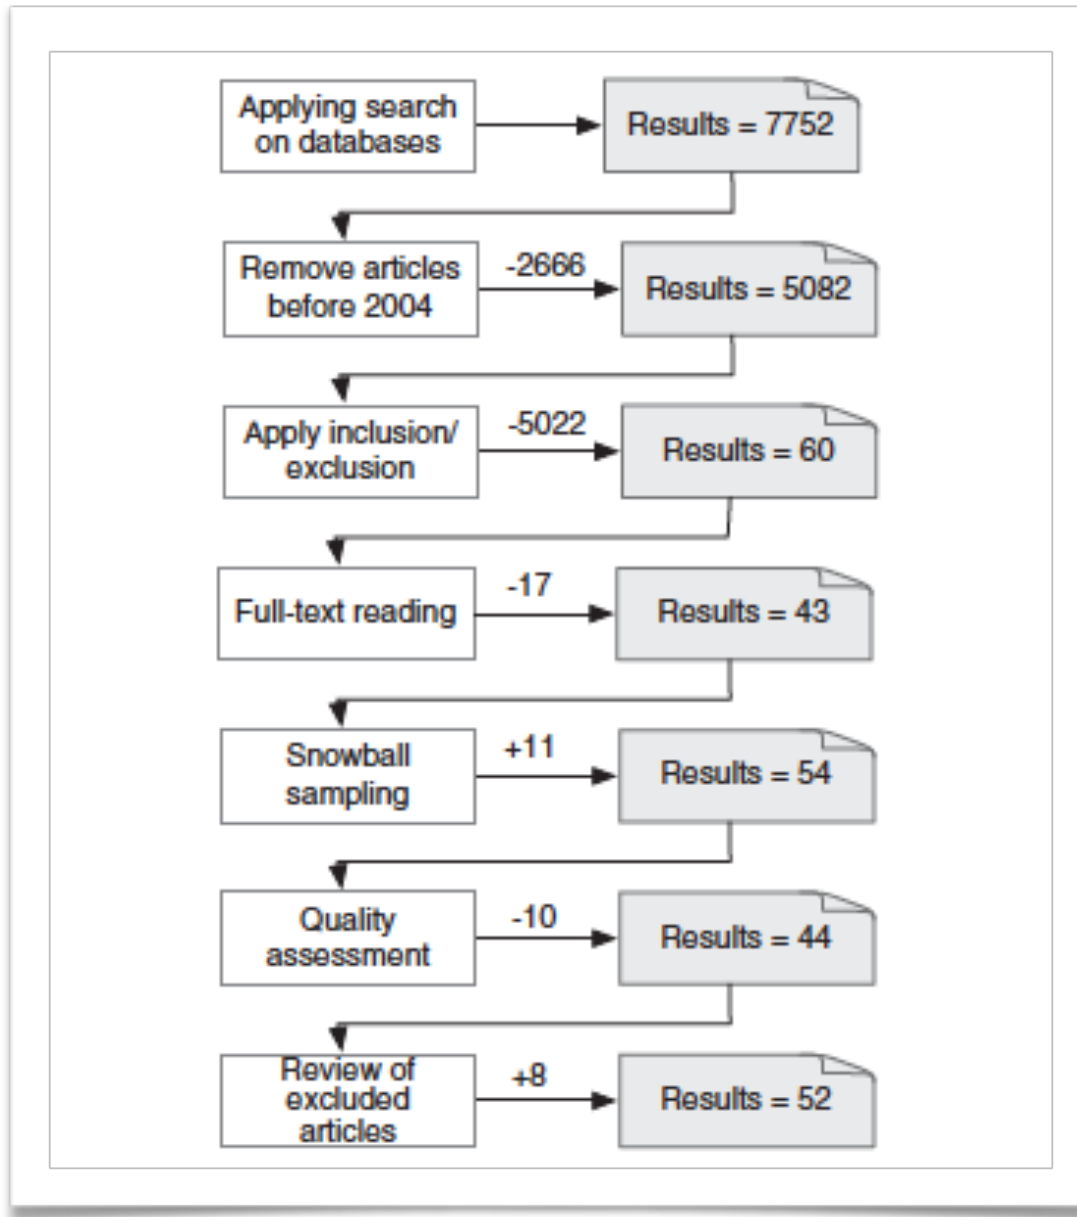 Applying search
on databases
Results = 7752
Remove articles
before 2004
-2666
Results = 5082
Apply inclusion/
exclusion
-5022
Results = 60
Full-text reading
-17
Results = 43
Snowball
sampling
+11
Results = 54
Quality
assessment
-10
Results = 44
Review of
excluded
articles
+8
Results = 52